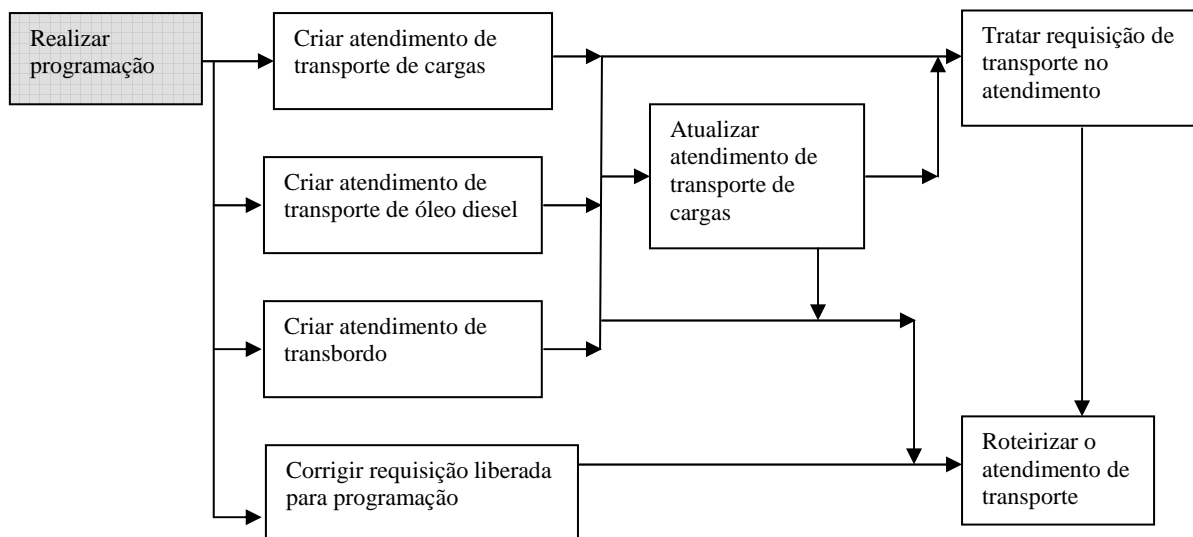 Realizar
programação
Criar atendimento de
transporte de cargas
Tratar requisição de
transporte no
atendimento
Atualizar
atendimento de
transporte de
cargas
Criar atendimento de
transporte de óleo diesel
Criar atendimento de
transbordo
Corrigir requisição liberada
para programação
Roteirizar o
atendimento de
transporte